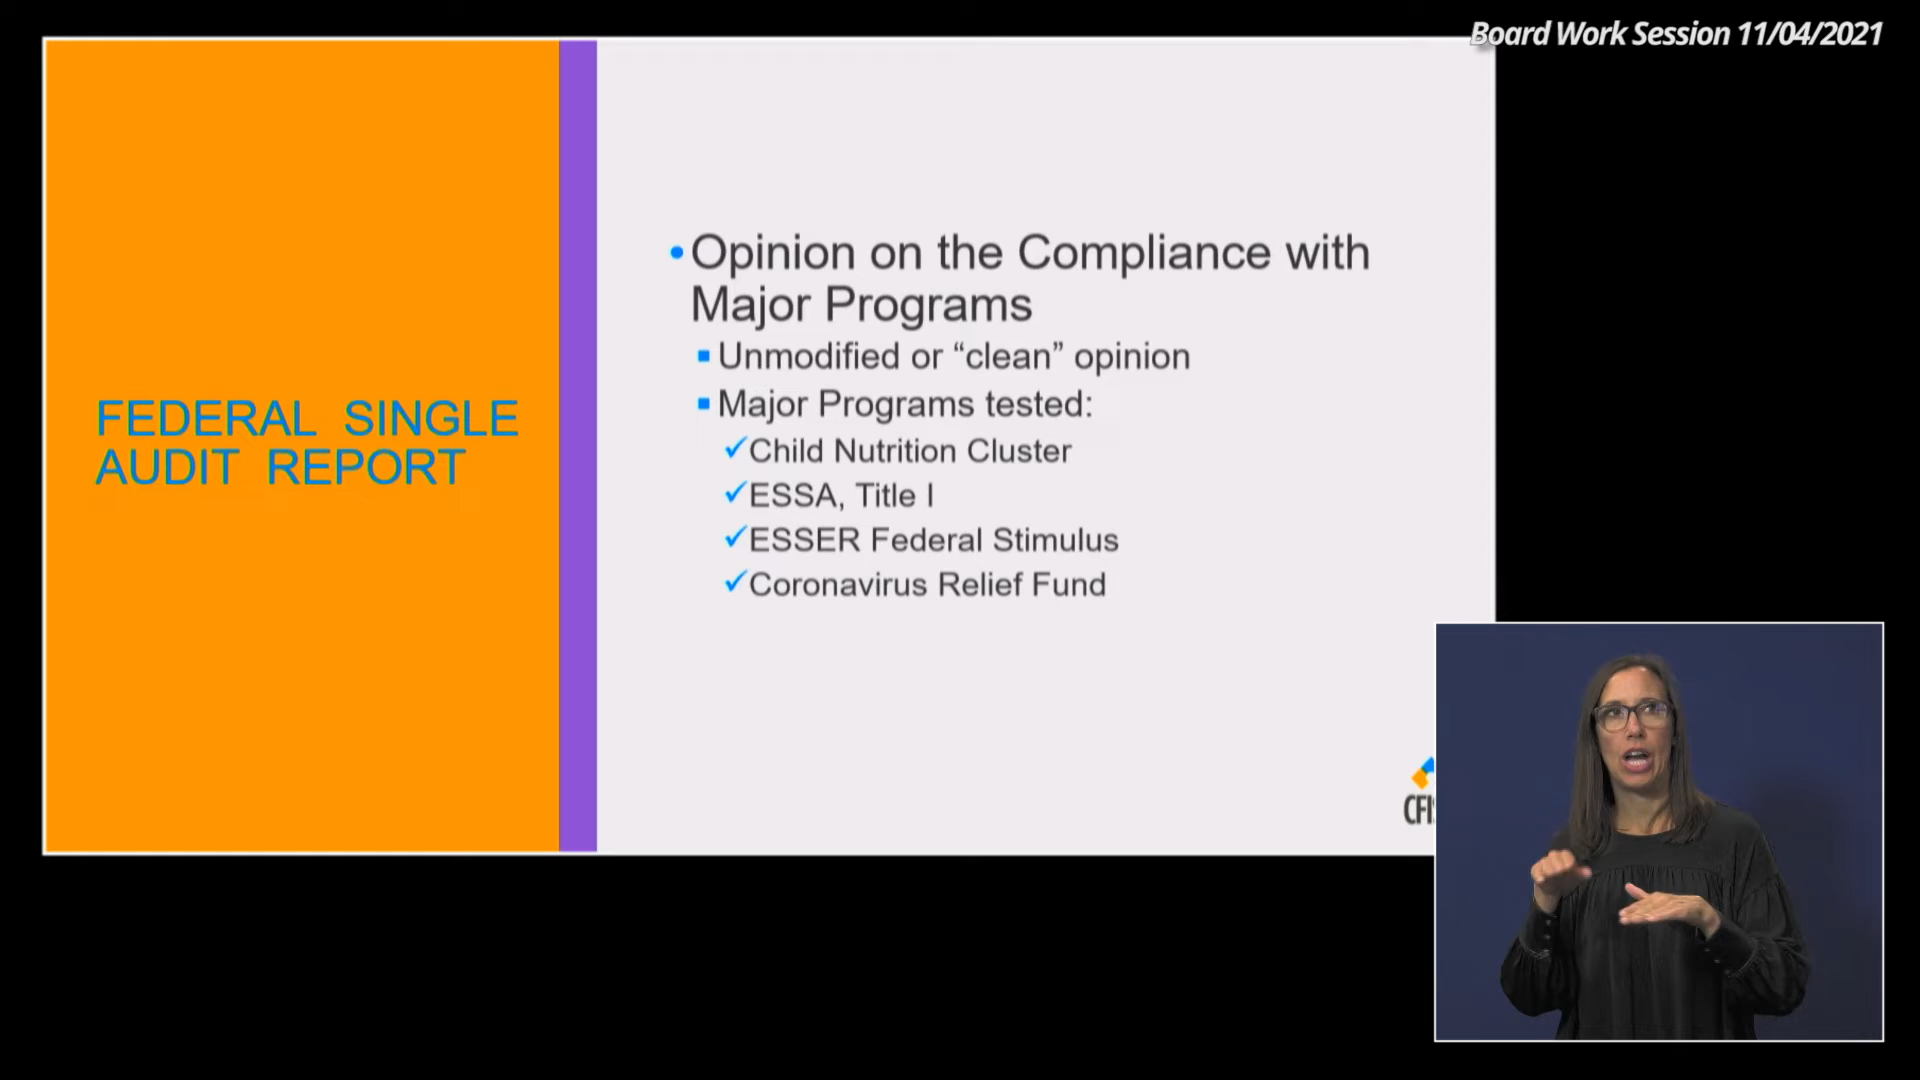 Board Work Session 11/04/2021
FEDERAL SINGLE
AUDIT REPORT
•Opinion on the Compliance with
Major Programs
▪Unmodified or “clean” opinion
▪Major Programs tested:
✓Child Nutrition Cluster
✓ESSA, Title I
✓ESSER Federal Stimulus
✓Coronavirus Relief Fund